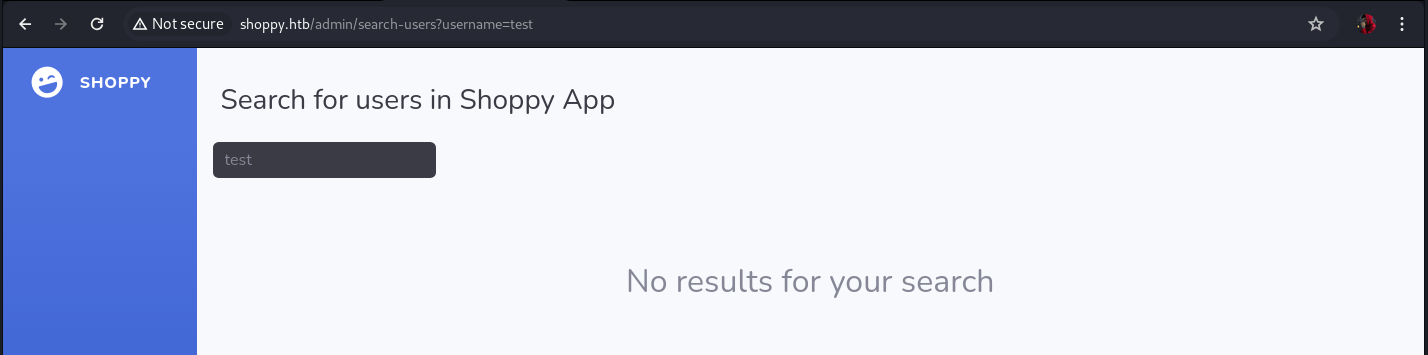 Not secure shoppy.htb/admin/search-users?username=test
SHOPPY
Search for users in Shoppy App
test
No results for your search